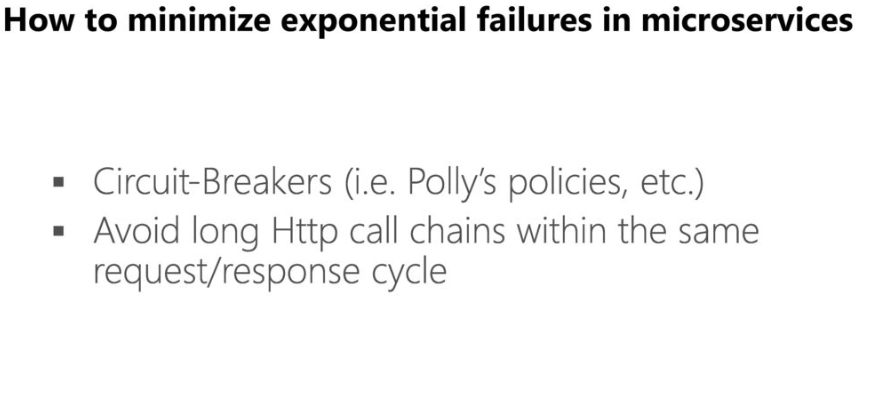 How to minimize exponential failures in microservices
▪ Circuit-Breakers (i.e. Polly's policies, etc.)
▪ Avoid long Http call chains within the same
request/response cycle